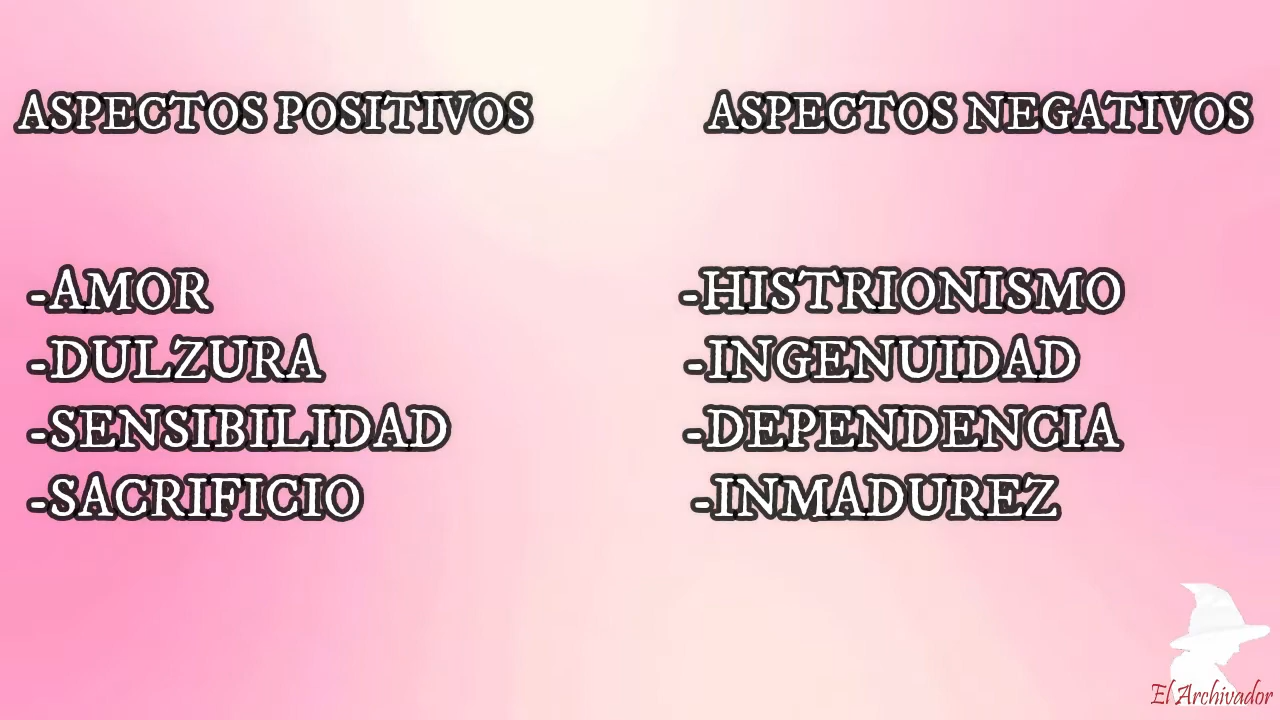 ASPECTOS POSITIVOS
-AMOR
-DULZURA
-SENSIBILIDAD
-SACRIFICIO
ASPECTOS NEGATIVOS
-HISTRIONISMO
-INGENUIDAD
-DEPENDENCIA
-INMADUREZ
El Archivador